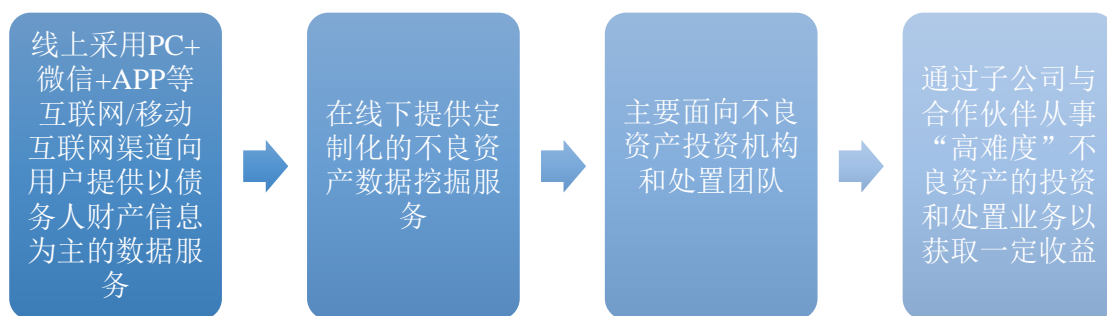 线上采用PC+
微信+APP等
互联网/移动
互联网渠道向
用户提供以债
务人财产信息
为主的数据服
务
在线下提供定
制化的不良资
产数据挖掘服
务
主要面向不良
资产投资机构
和处置团队
通过子公司与
合作伙伴从事
“高难度”不
良资产的投资
和处置业务以
获取一定收益